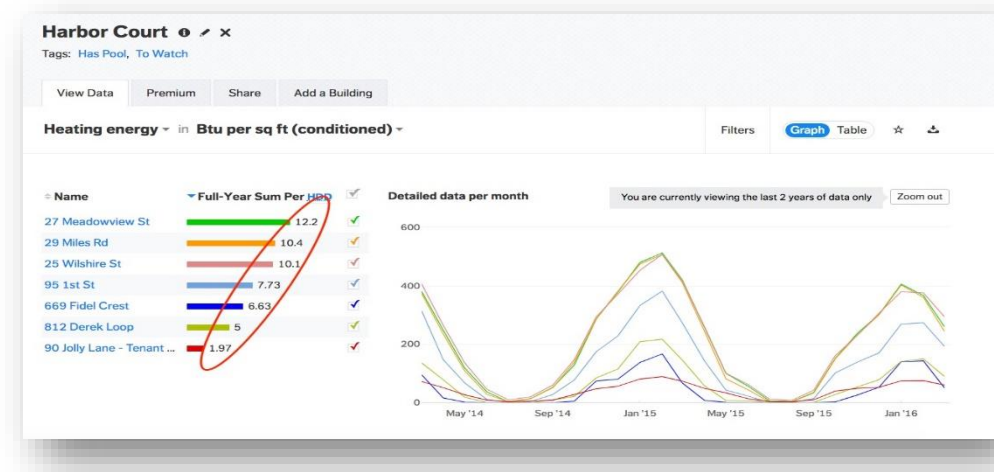 Harbor Court
Tags: Has Pool, To Watch
View Data Premium Share Add a Building
Heating energy in Btu per sq ft (conditioned) Filters Graph Table
Name Full-Year Sum Per HDD
27 Meadowview St 12.2
29 Miles Rd 10.4
25 Wilshire St 10.1
95 1st St 7.73
669 Fidel Crest 6.63
812 Derek Loop 5
90 Jolly Lane - Tenant ... 1.97
Detailed data per month You are currently viewing the last 2 years of data only Zoom out
600
400
200
0
May '14 Sep '14 Jan '15 May '15 Sep '15 Jan '16